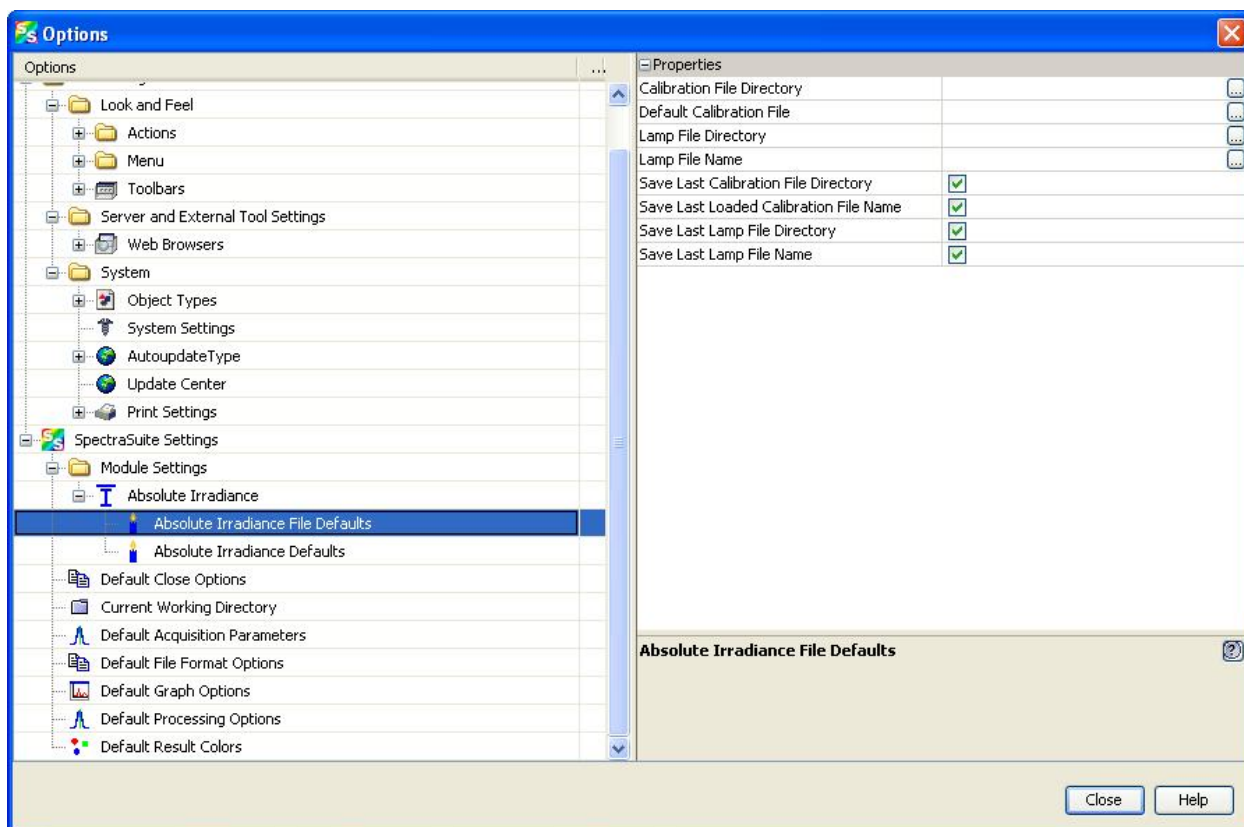 Options
Options ...
Look and Feel
Actions
Menu
Toolbars
Server and External Tool Settings
Web Browsers
System
Object Types
System Settings
AutoupdateType
Update Center
Print Settings
SpectraSuite Settings
Module Settings
Absolute Irradiance
Absolute Irradiance File Defaults
Absolute Irradiance Defaults
Default Close Options
Current Working Directory
Default Acquisition Parameters
Default File Format Options
Default Graph Options
Default Processing Options
Default Result Colors
Properties
Calibration File Directory ...
Default Calibration File ...
Lamp File Directory ...
Lamp File Name ...
Save Last Calibration File Directory
Save Last Loaded Calibration File Name
Save Last Lamp File Directory
Save Last Lamp File Name
Absolute Irradiance File Defaults ?
Close Help